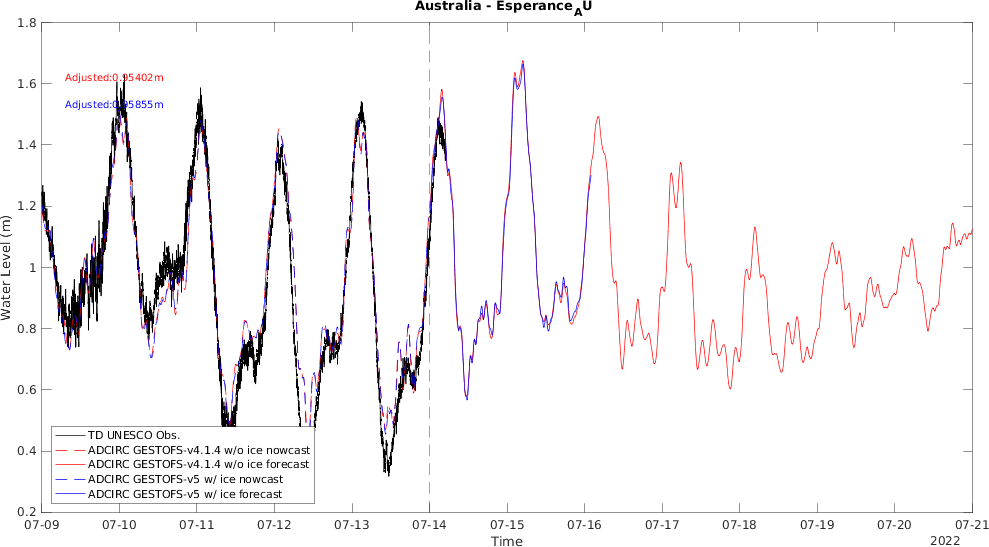 Australia - Esperance_AU
Water Level (m)
1.8
1.6
1.4
1.2
1
0.8
0.6
0.4
0.2
Adjusted:0.95402m
Adjusted:0.95855m
TD UNESCO Obs.
ADCIRC GESTOFS-v4.1.4 w/o ice nowcast
ADCIRC GESTOFS-v4.1.4 w/o ice forecast
ADCIRC GESTOFS-v5 w/ ice nowcast
ADCIRC GESTOFS-v5 w/ ice forecast
07-09 07-10 07-11 07-12 07-13 07-14 07-15 07-16 07-17 07-18 07-19 07-20 07-21
Time
2022